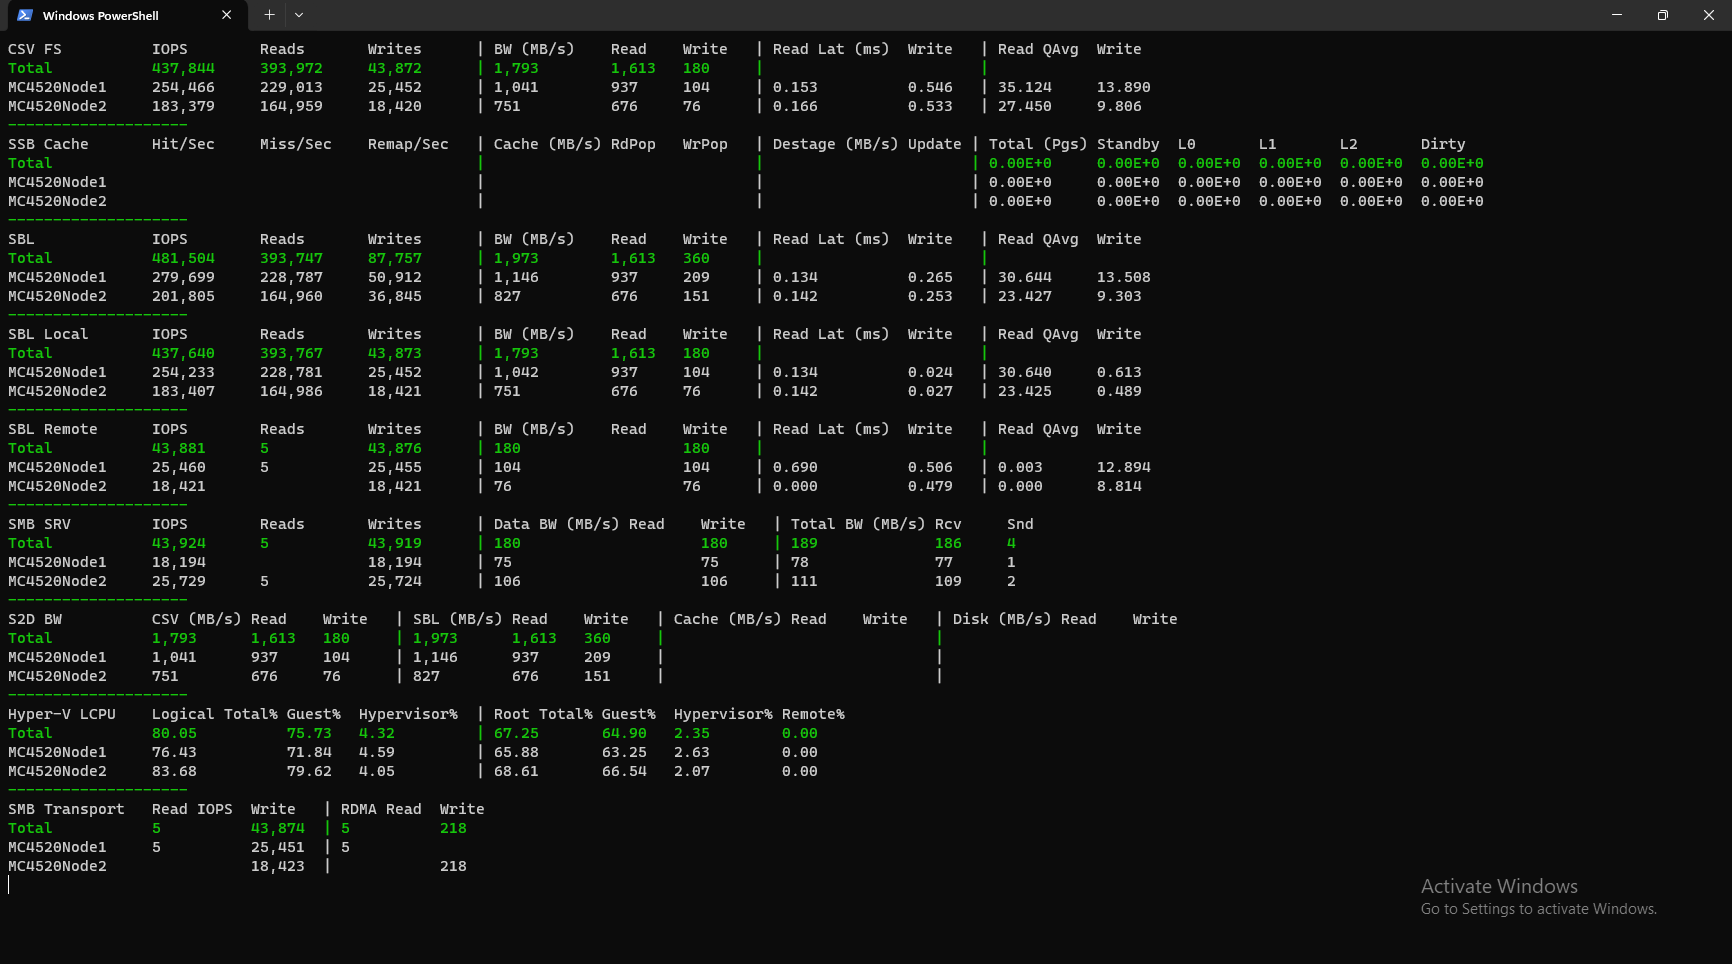 Windows PowerShell
CSV FS IOPS Reads Writes | BW (MB/s) Read Write | Read Lat (ms) Write | Read QAvg Write
Total 437,844 393,972 43,872 | 1,793 1,613 180 | |
MC4520Node1 254,466 229,013 25,452 | 1,041 937 104 | 0.153 0.546 | 35.124 13.890
MC4520Node2 183,379 164,959 18,420 | 751 676 76 | 0.166 0.533 | 27.450 9.806
--------------------
SSB Cache Hit/Sec Miss/Sec Remap/Sec | Cache (MB/s) RdPop WrPop | Destage (MB/s) Update | Total (Pgs) Standby L0 L1 L2 Dirty
Total | | | 0.00E+0 0.00E+0 0.00E+0 0.00E+0 0.00E+0 0.00E+0
MC4520Node1 | | | 0.00E+0 0.00E+0 0.00E+0 0.00E+0 0.00E+0 0.00E+0
MC4520Node2 | | | 0.00E+0 0.00E+0 0.00E+0 0.00E+0 0.00E+0 0.00E+0
--------------------
SBL IOPS Reads Writes | BW (MB/s) Read Write | Read Lat (ms) Write | Read QAvg Write
Total 481,504 393,747 87,757 | 1,973 1,613 360 | |
MC4520Node1 279,699 228,787 50,912 | 1,146 937 209 | 0.134 0.265 | 30.644 13.508
MC4520Node2 201,805 164,960 36,845 | 827 676 151 | 0.142 0.253 | 23.427 9.303
--------------------
SBL Local IOPS Reads Writes | BW (MB/s) Read Write | Read Lat (ms) Write | Read QAvg Write
Total 437,640 393,767 43,873 | 1,793 1,613 180 | |
MC4520Node1 254,233 228,781 25,452 | 1,042 937 104 | 0.134 0.024 | 30.640 0.613
MC4520Node2 183,407 164,986 18,421 | 751 676 76 | 0.142 0.027 | 23.425 0.489
--------------------
SBL Remote IOPS Reads Writes | BW (MB/s) Read Write | Read Lat (ms) Write | Read QAvg Write
Total 43,881 5 43,876 | 180 180 | |
MC4520Node1 25,460 5 25,455 | 104 104 | 0.690 0.506 | 0.003 12.894
MC4520Node2 18,421 18,421 | 76 76 | 0.000 0.479 | 0.000 8.814
--------------------
SMB SRV IOPS Reads Writes | Data BW (MB/s) Read Write | Total BW (MB/s) Rcv Snd
Total 43,924 5 43,919 | 180 180 | 189 186 4
MC4520Node1 18,194 18,194 | 75 75 | 78 77 1
MC4520Node2 25,729 5 25,724 | 106 106 | 111 109 2
--------------------
S2D BW CSV (MB/s) Read Write | SBL (MB/s) Read Write | Cache (MB/s) Read Write | Disk (MB/s) Read Write
Total 1,793 1,613 180 | 1,973 1,613 360 | |
MC4520Node1 1,041 937 104 | 1,146 937 209 | |
MC4520Node2 751 676 76 | 827 676 151 | |
--------------------
Hyper-V LCPU Logical Total% Guest% Hypervisor% | Root Total% Guest% Hypervisor% Remote%
Total 80.05 75.73 4.32 | 67.25 64.90 2.35 0.00
MC4520Node1 76.43 71.84 4.59 | 65.88 63.25 2.63 0.00
MC4520Node2 83.68 79.62 4.05 | 68.61 66.54 2.07 0.00
--------------------
SMB Transport Read IOPS Write | RDMA Read Write
Total 5 43,874 | 5 218
MC4520Node1 5 25,451 | 5
MC4520Node2 18,423 | 218
Activate Windows
Go to Settings to activate Windows.